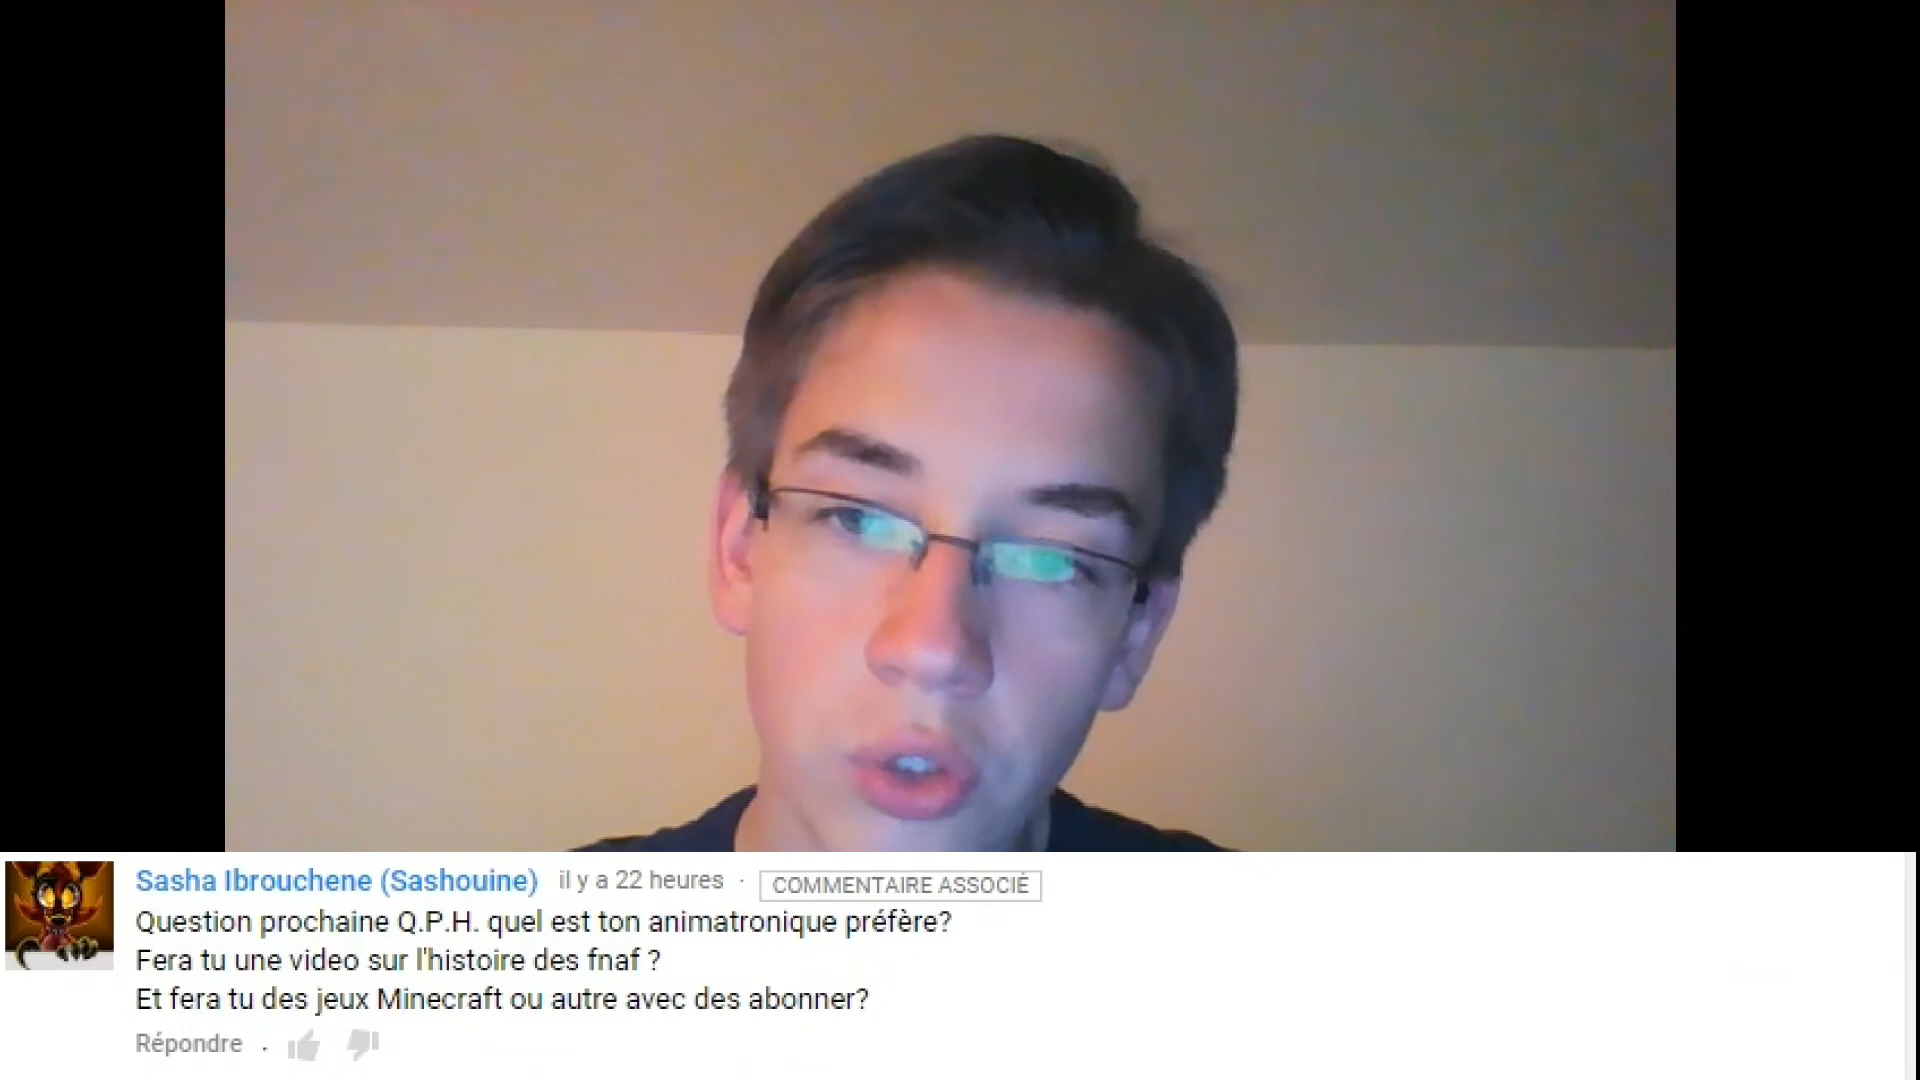 Sasha Ibrouchene (Sashouine) il y a 22 heures · COMMENTAIRE ASSOCIÉ
Question prochaine Q.P.H. quel est ton animatronique préfère?
Fera tu une video sur l'histoire des fnaf ?
Et fera tu des jeux Minecraft ou autre avec des abonner?
Répondre ·